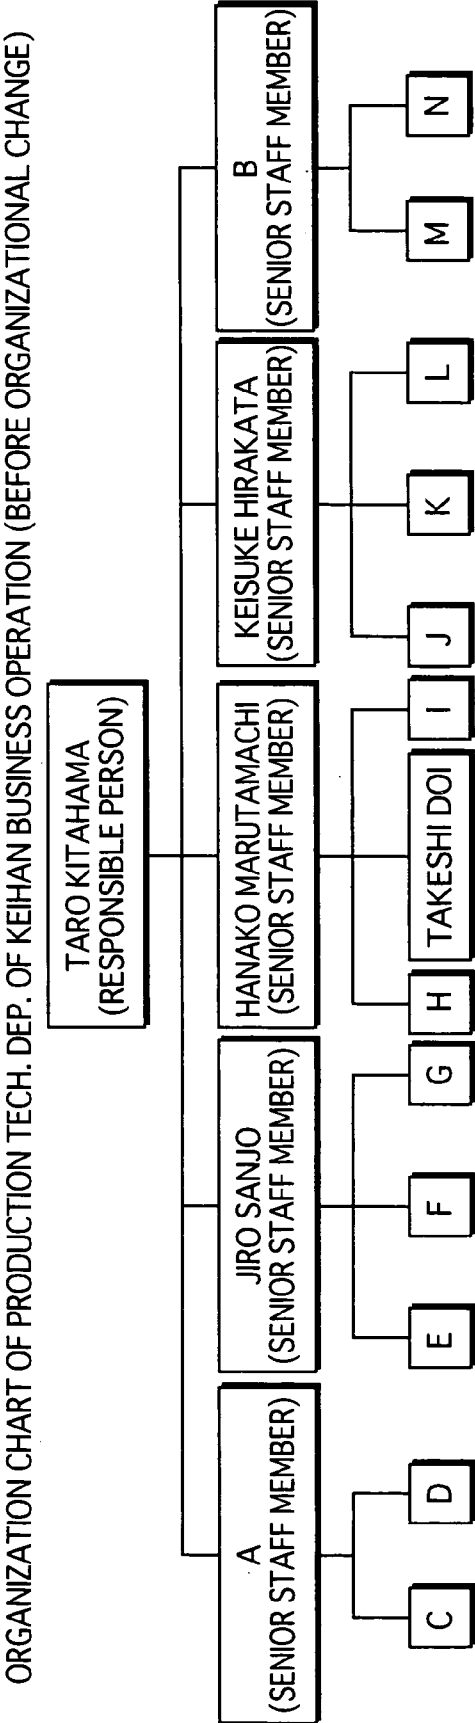 ORGANIZATION CHART OF PRODUCTION TECH. DEP. OF KEIHAN BUSINESS OPERATION (BEFORE ORGANIZATIONAL CHANGE)
TARO KITAHAMA
(RESPONSIBLE PERSON)
A
(SENIOR STAFF MEMBER)
JIRO SANJO
(SENIOR STAFF MEMBER)
HANAKO MARUTAMACHI
(SENIOR STAFF MEMBER)
KEISUKE HIRAKATA
(SENIOR STAFF MEMBER)
B
(SENIOR STAFF MEMBER)
C
D
E
F
G
H
TAKESHI DOI
I
J
K
L
M
N